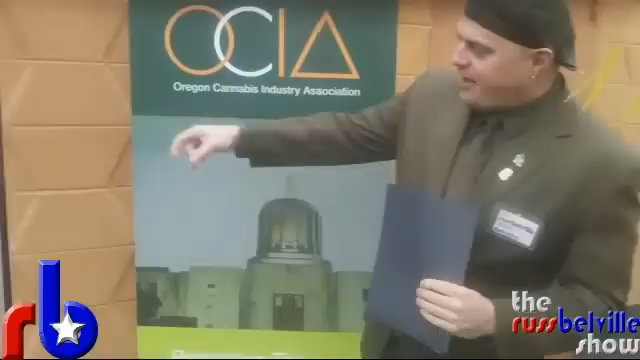 OCIA
Oregon Cannabis Industry Association
rb
the
russbelville
show